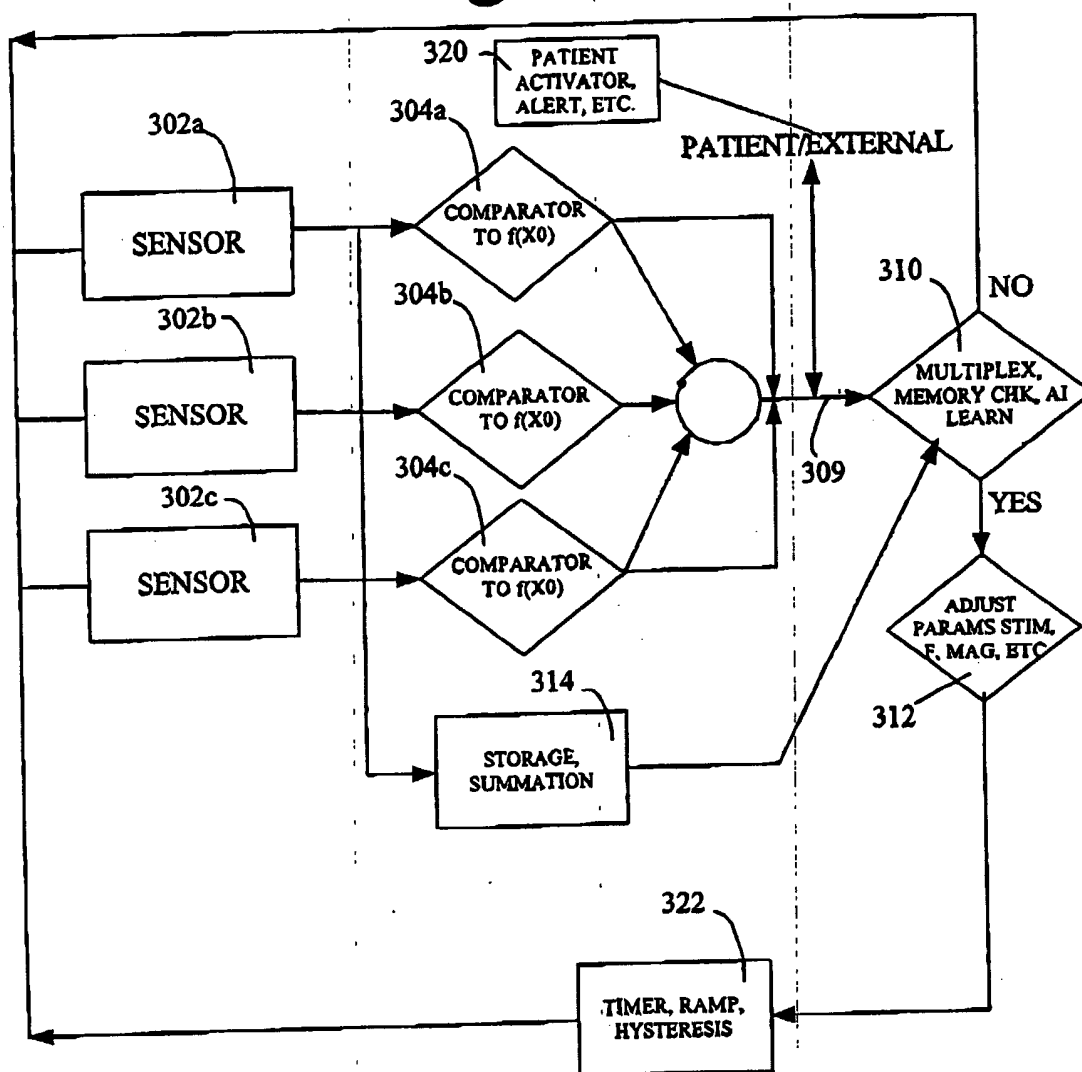 320
PATIENT
ACTIVATOR,
ALERT, ETC.
304a
302a
PATIENT/EXTERNAL
SENSOR
COMPARATOR
TO f(X0)
310
NO
302b
304b
SENSOR
COMPARATOR
TO f(X0)
MULTIPLEX,
MEMORY CHK, AI
LEARN
309
302c
304c
YES
SENSOR
COMPARATOR
TO f(X0)
ADJUST
PARAMS STIM,
F, MAG, ETC
312
314
STORAGE,
SUMMATION
322
TIMER, RAMP,
HYSTERESIS